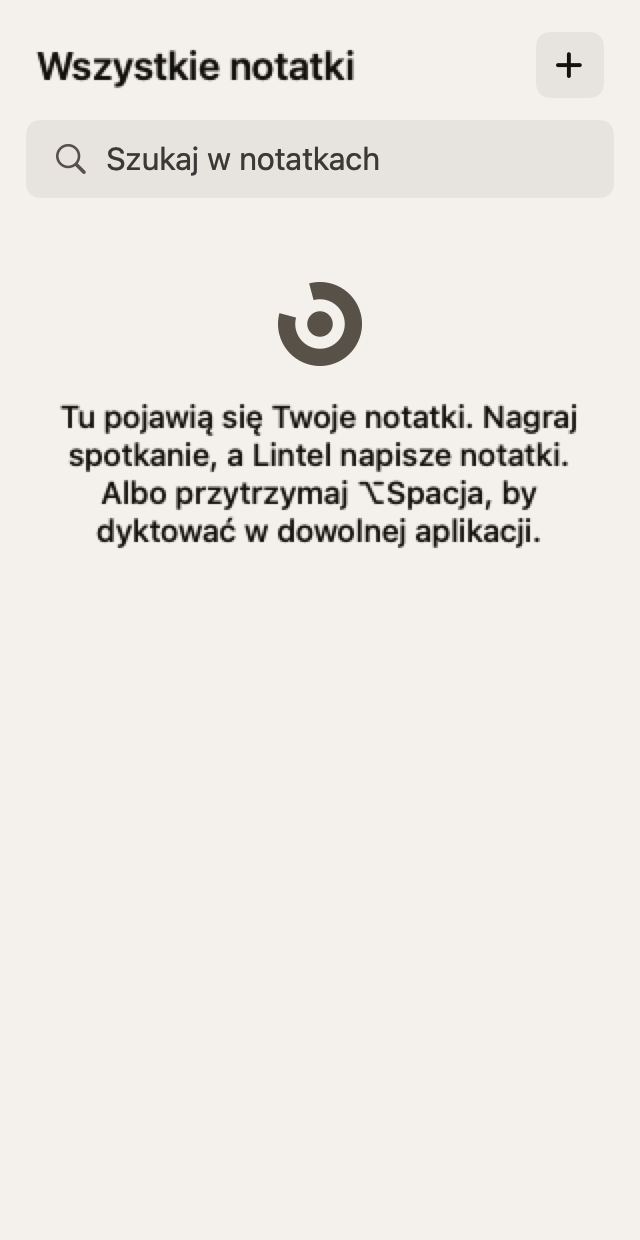 Wszystkie notatki
Szukaj w notatkach
Tu pojawią się Twoje notatki. Nagraj
spotkanie, a Lintel napisze notatki.
Albo przytrzymaj ⌥Spacja, by
dyktować w dowolnej aplikacji.